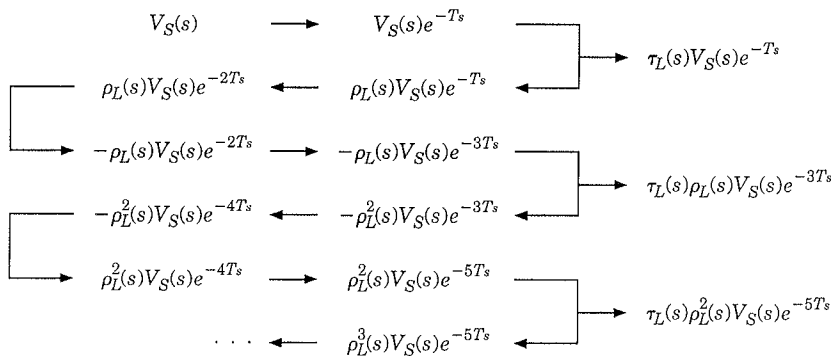 V_S(s) → V_S(s)e^{-Ts}
τ_L(s)V_S(s)e^{-Ts}
ρ_L(s)V_S(s)e^{-2Ts} ← ρ_L(s)V_S(s)e^{-Ts}
-ρ_L(s)V_S(s)e^{-2Ts} → -ρ_L(s)V_S(s)e^{-3Ts}
τ_L(s)ρ_L(s)V_S(s)e^{-3Ts}
-ρ_L^2(s)V_S(s)e^{-4Ts} ← -ρ_L^2(s)V_S(s)e^{-3Ts}
ρ_L^2(s)V_S(s)e^{-4Ts} → ρ_L^2(s)V_S(s)e^{-5Ts}
τ_L(s)ρ_L^2(s)V_S(s)e^{-5Ts}
· · · · ← ρ_L^3(s)V_S(s)e^{-5Ts}